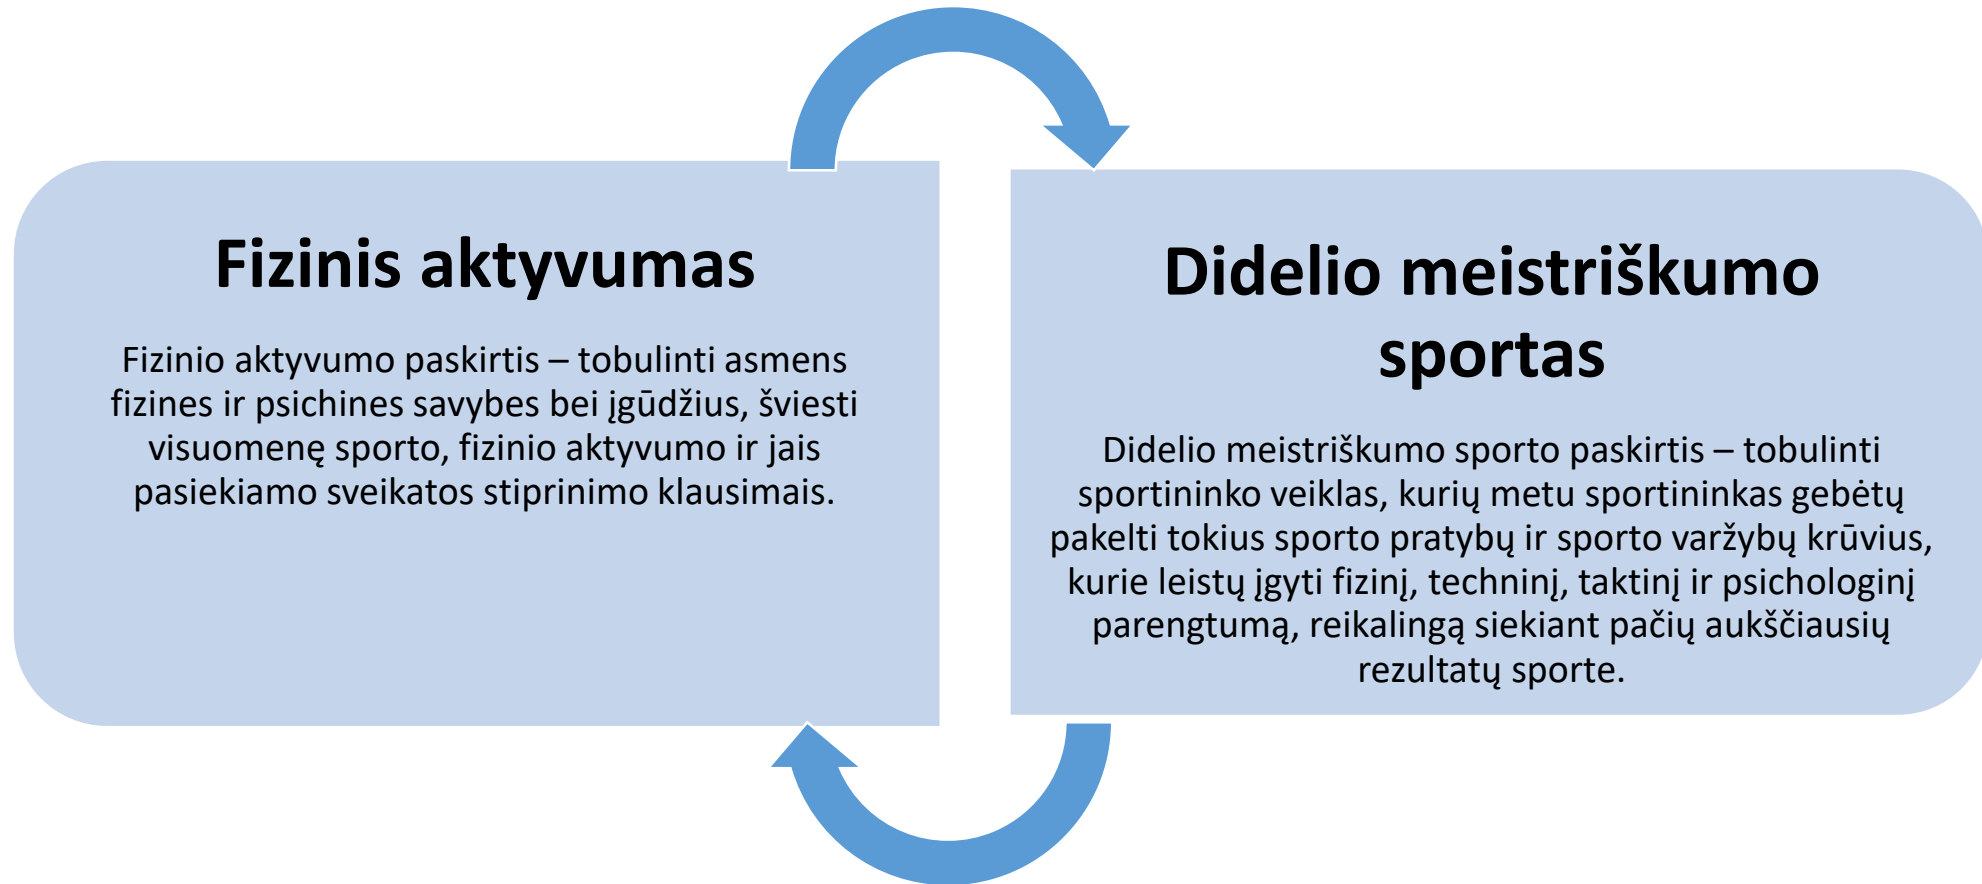 Fizinis aktyvumas
Fizinio aktyvumo paskirtis – tobulinti asmens
fizines ir psichines savybes bei įgūdžius, šviesti
visuomenę sporto, fizinio aktyvumo ir jais
pasiekiamo sveikatos stiprinimo klausimais.
Didelio meistriškumo
sportas
Didelio meistriškumo sporto paskirtis – tobulinti
sportininko veiklas, kurių metu sportininkas gebėtų
pakelti tokius sporto pratybų ir sporto varžybų krūvius,
kurie leistų įgyti fizinį, techninį, taktinį ir psichologinį
parengtumą, reikalingą siekiant pačių aukščiausių
rezultatų sporte.